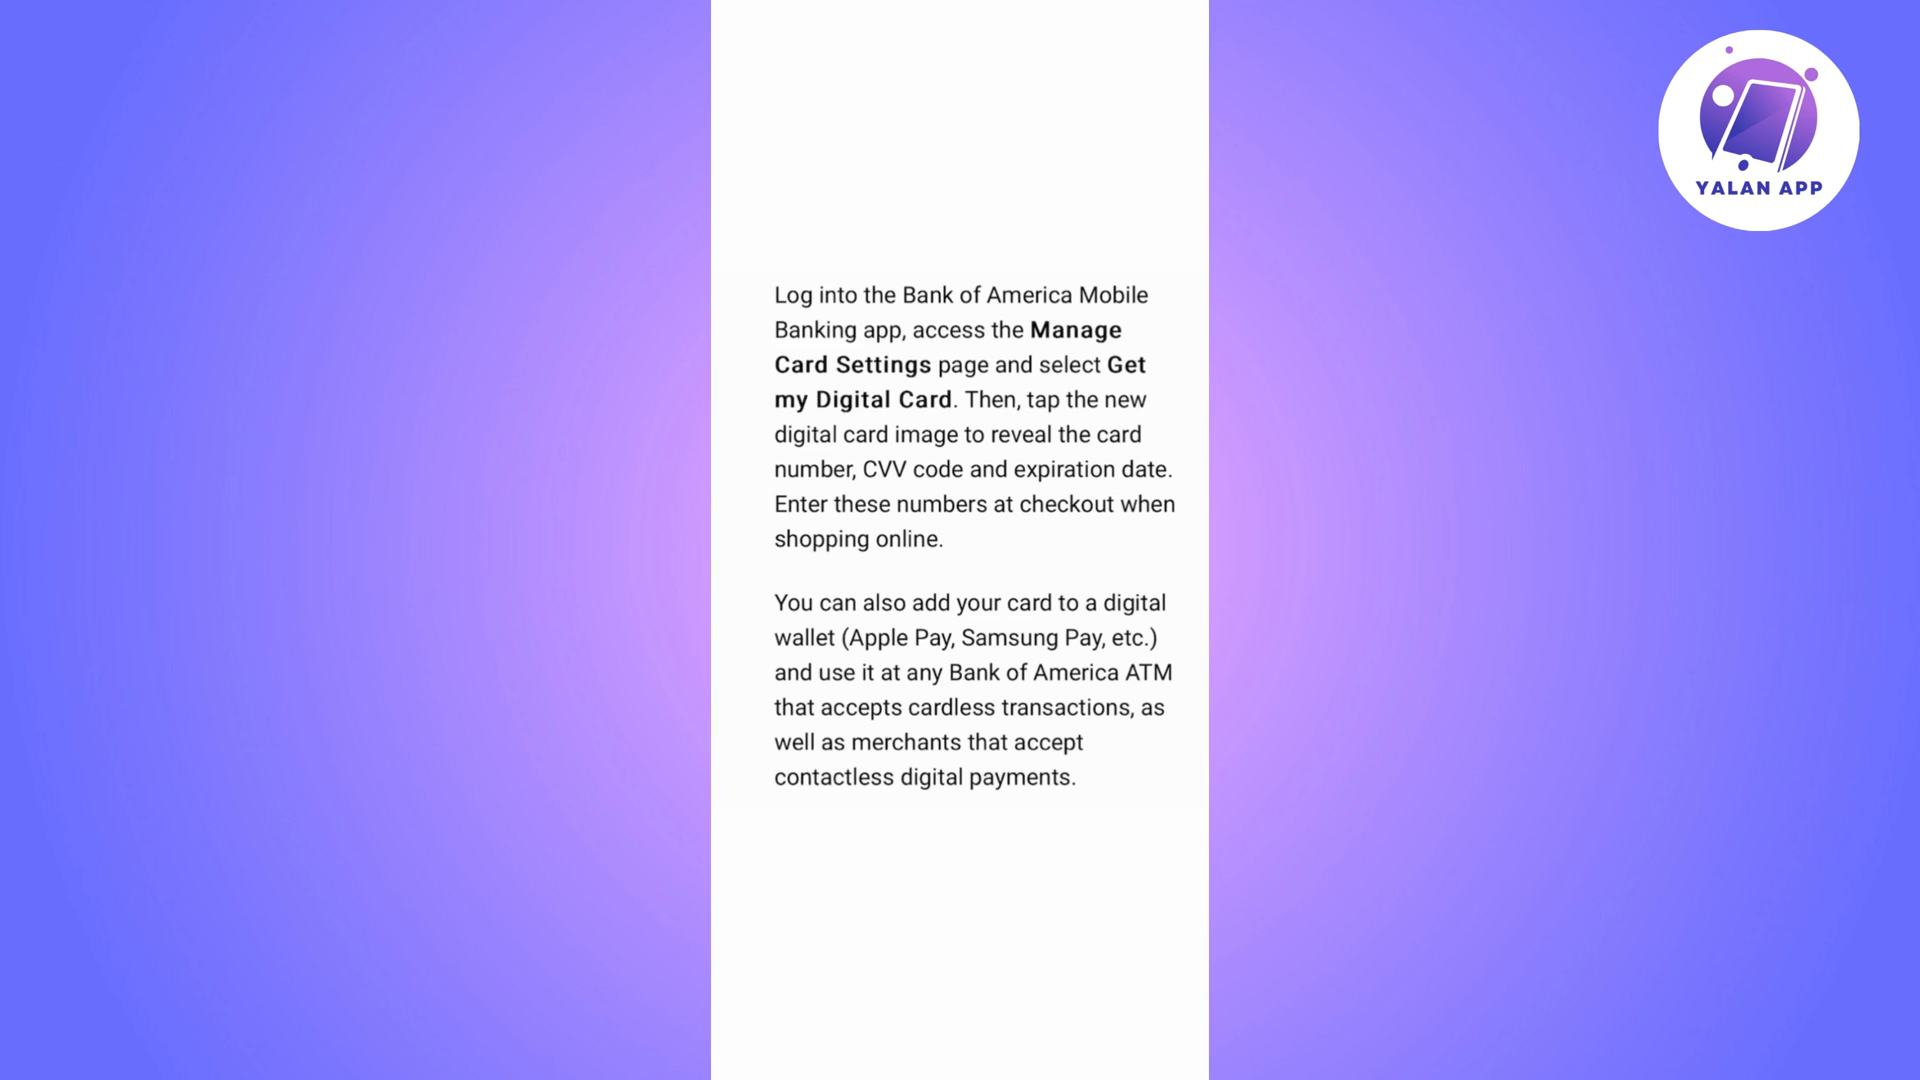 Log into the Bank of America Mobile
Banking app, access the Manage
Card Settings page and select Get
my Digital Card. Then, tap the new
digital card image to reveal the card
number, CVV code and expiration date.
Enter these numbers at checkout when
shopping online.
You can also add your card to a digital
wallet (Apple Pay, Samsung Pay, etc.)
and use it at any Bank of America ATM
that accepts cardless transactions, as
well as merchants that accept
contactless digital payments.
YALAN APP